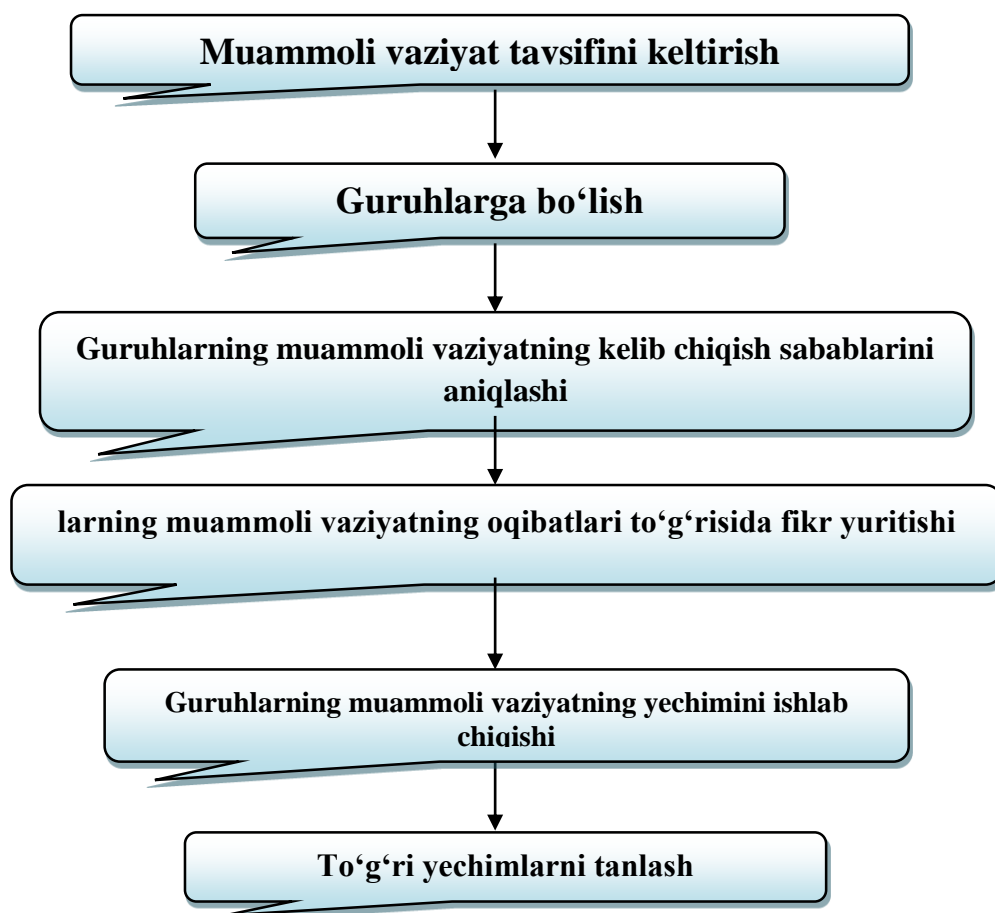 Muammoli vaziyat tavsifini keltirish
Guruhlarga bo‘lish
Guruhlarning muammoli vaziyatning kelib chiqish sabablarini
aniqlashi
larning muammoli vaziyatning oqibatlari to‘g‘risida fikr yuritishi
Guruhlarning muammoli vaziyatning yechimini ishlab
chiqishi
To‘g‘ri yechimlarni tanlash